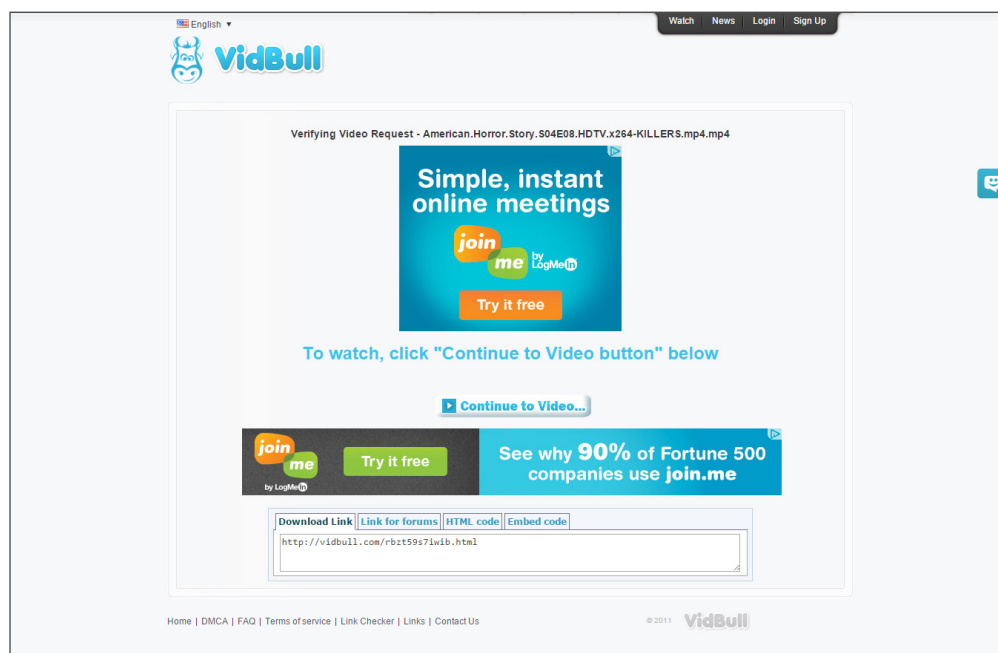 English ▼
Watch News Login Sign Up
VidBull
Verifying Video Request - American.Horror.Story.S04E08.HDTV.x264-KILLERS.mp4.mp4
Simple, instant
online meetings
join
me by
LogMein
Try it free
To watch, click "Continue to Video button" below
Continue to Video...
join
me
by LogMein
Try it free
See why 90% of Fortune 500
companies use join.me
Download Link Link for forums HTML code Embed code
http://vidbull.com/rbzt59s7iwib.html
Home | DMCA | FAQ | Terms of service | Link Checker | Links | Contact Us
© 2011 VidBull